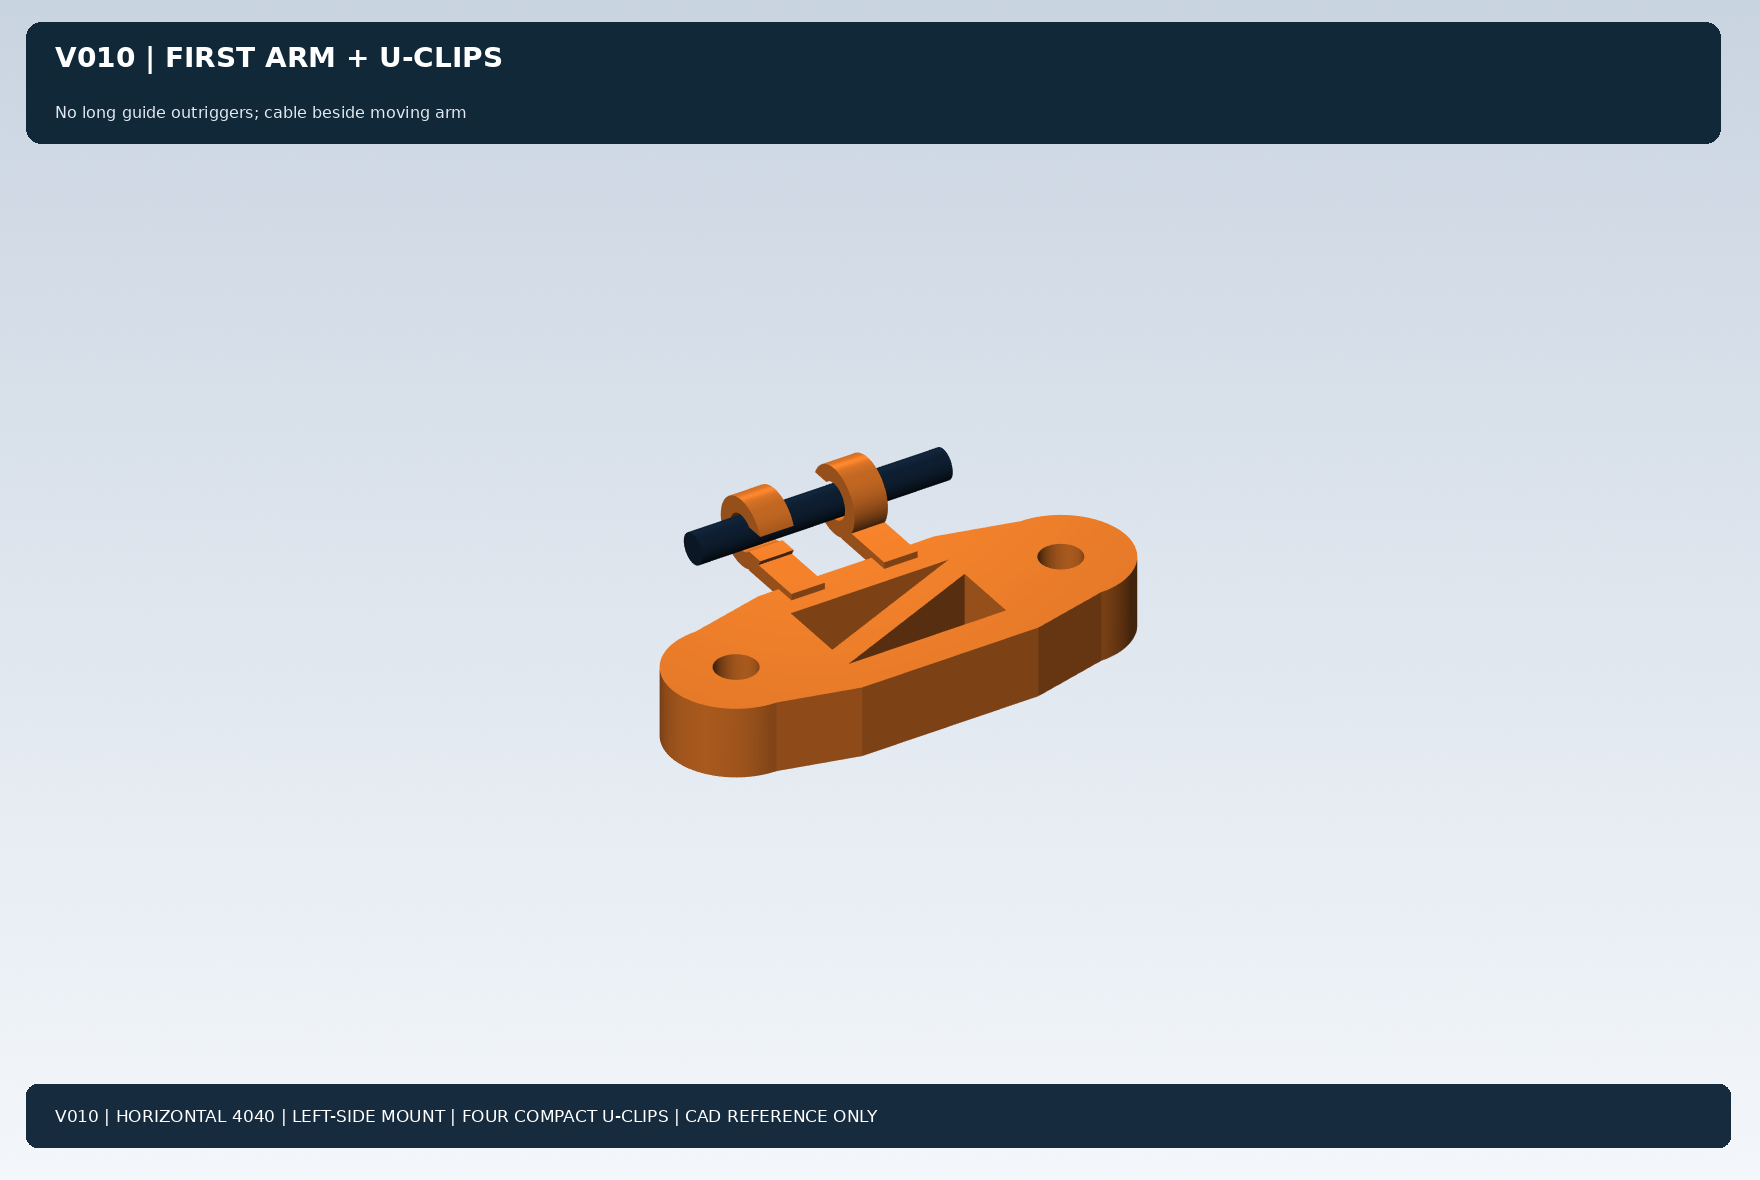 V010 | FIRST ARM + U-CLIPS
No long guide outriggers; cable beside moving arm
V010 | HORIZONTAL 4040 | LEFT-SIDE MOUNT | FOUR COMPACT U-CLIPS | CAD REFERENCE ONLY